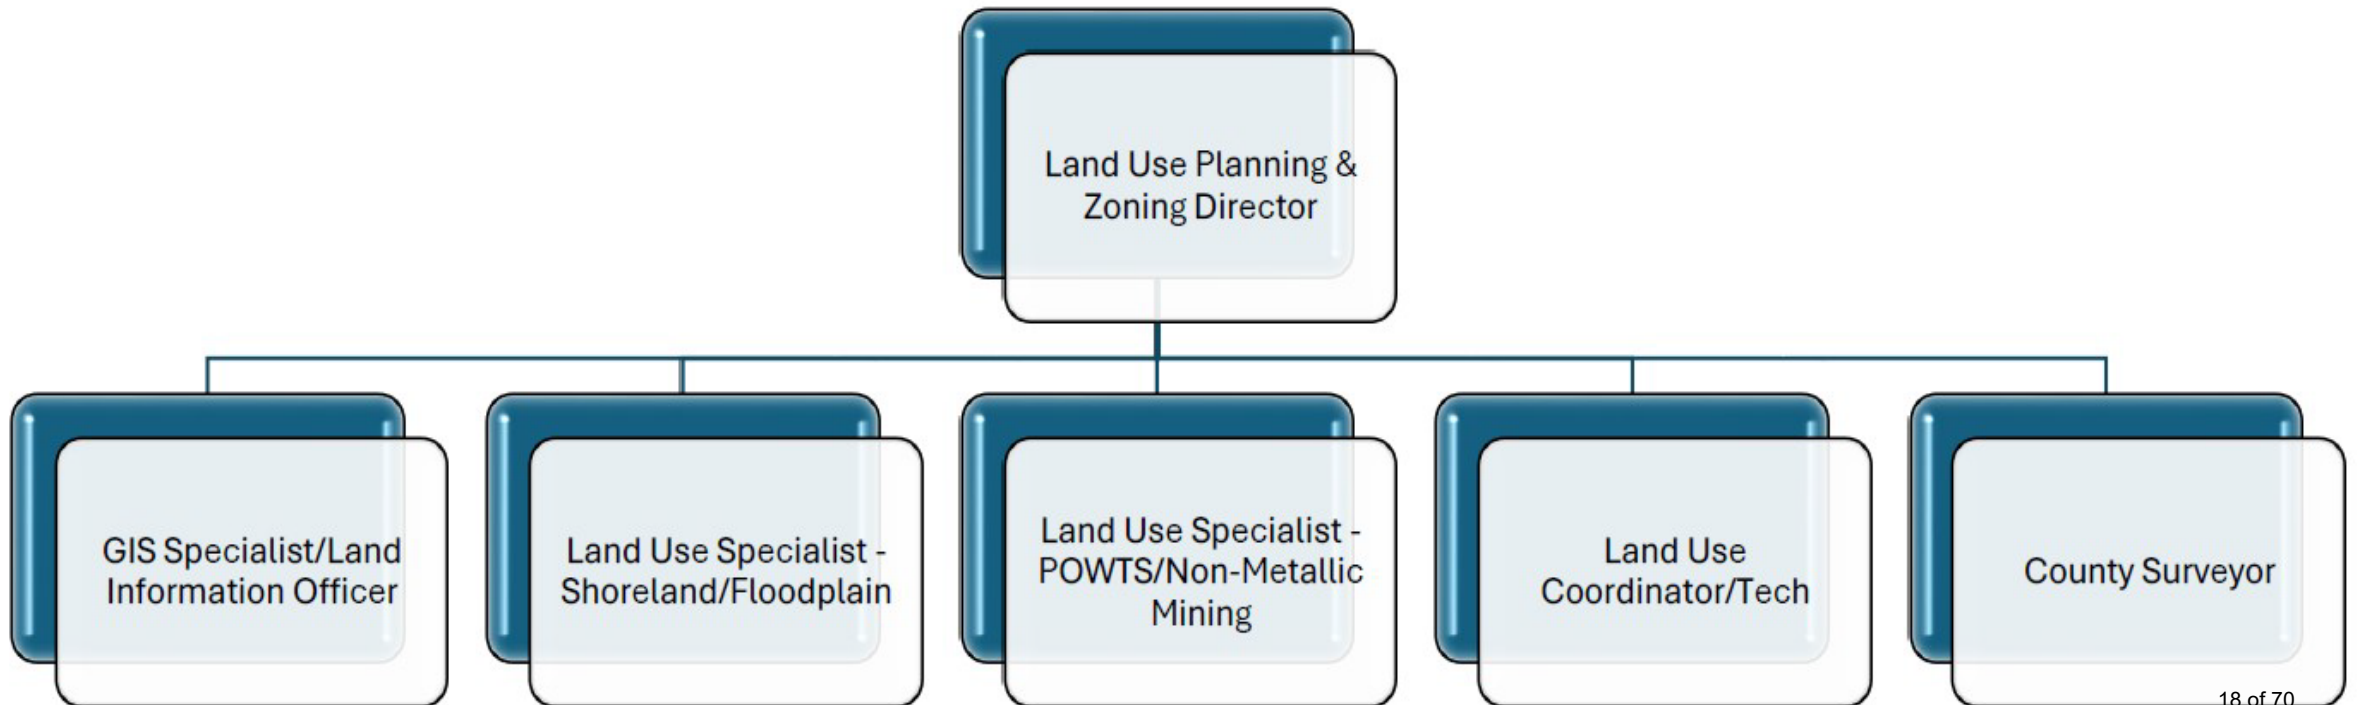 Land Use Planning &
Zoning Director
GIS Specialist/Land
Information Officer
Land Use Specialist -
Shoreland/Floodplain
Land Use Specialist -
POWTS/Non-Metallic
Mining
Land Use
Coordinator/Tech
County Surveyor
18 of 70